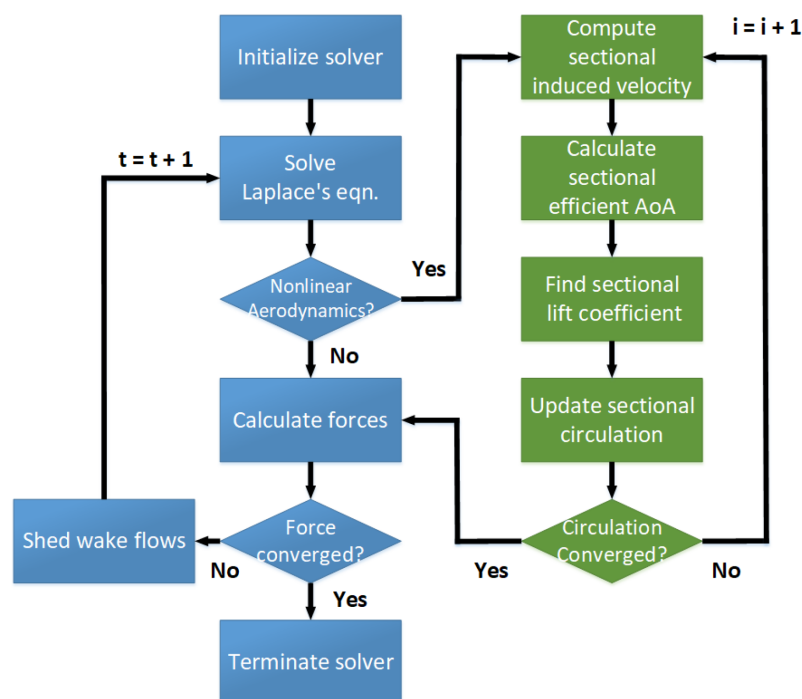 Initialize solver
t = t + 1
Solve
Laplace's eqn.
Nonlinear
Aerodynamics?
Yes
No
Calculate forces
Shed wake flows
Force
converged?
No
Yes
Terminate solver
i = i + 1
Compute
sectional
induced velocity
Calculate
sectional
efficient AoA
Find sectional
lift coefficient
Update sectional
circulation
Circulation
Converged?
Yes
No